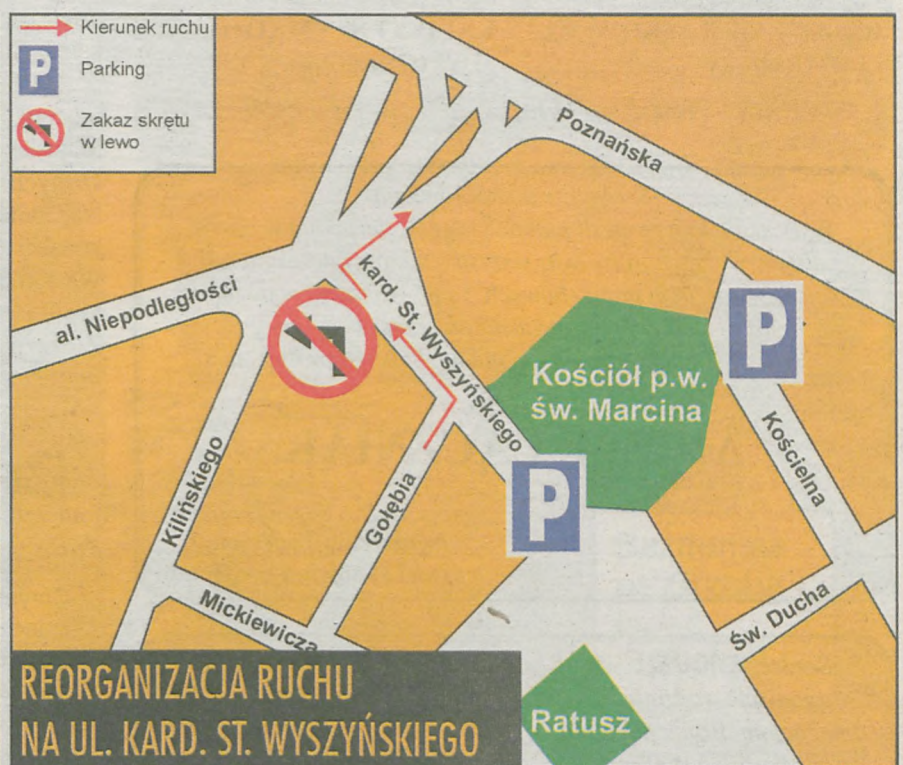 Kierunek ruchu
P
Parking
Zakaz skrętu
w lewo
Poznańska
al. Niepodległości
kard. St. Wyszyńskiego
P
Kościół p.w.
św. Marcina
Kościelna
Kilińskiego
Gołębia
P
Mickiewicza
Św. Ducha
REORGANIZACJA RUCHU
NA UL. KARD. ST. WYSZYŃSKIEGO
Ratusz